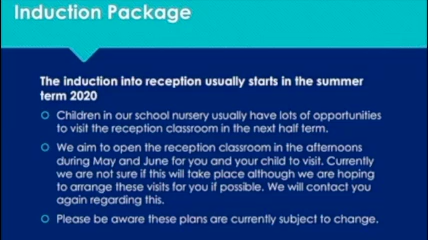 Induction Package
The induction into reception usually starts in the summer
term 2020
Children in our school nursery usually have lots of opportunities
to visit the reception classroom in the next half term.
We aim to open the reception classroom in the afternoons
during May and June for you and your child to visit. Currently
we are not sure if this will take place although we are hoping
to arrange these visits for you if possible. We will contact you
again regarding this.
Please be aware these plans are currently subject to change.